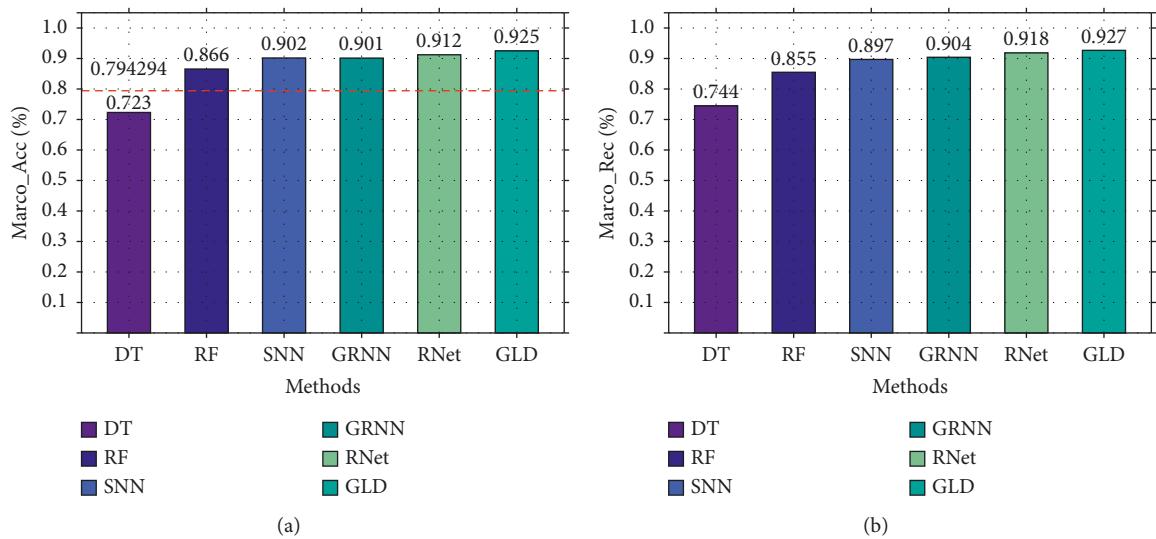 1.0
0.9
0.8
0.7
0.6
0.5
0.4
0.3
0.2
0.1
Marco_Acc (%)
0.794294
0.723
0.866
0.902
0.901
0.912
0.925
DT RF SNN GRNN RNet GLD
Methods
DT
RF
SNN
GRNN
RNet
GLD
(a)
1.0
0.9
0.8
0.7
0.6
0.5
0.4
0.3
0.2
0.1
Marco_Rec (%)
0.744
0.855
0.897
0.904
0.918
0.927
DT RF SNN GRNN RNet GLD
Methods
DT
RF
SNN
GRNN
RNet
GLD
(b)